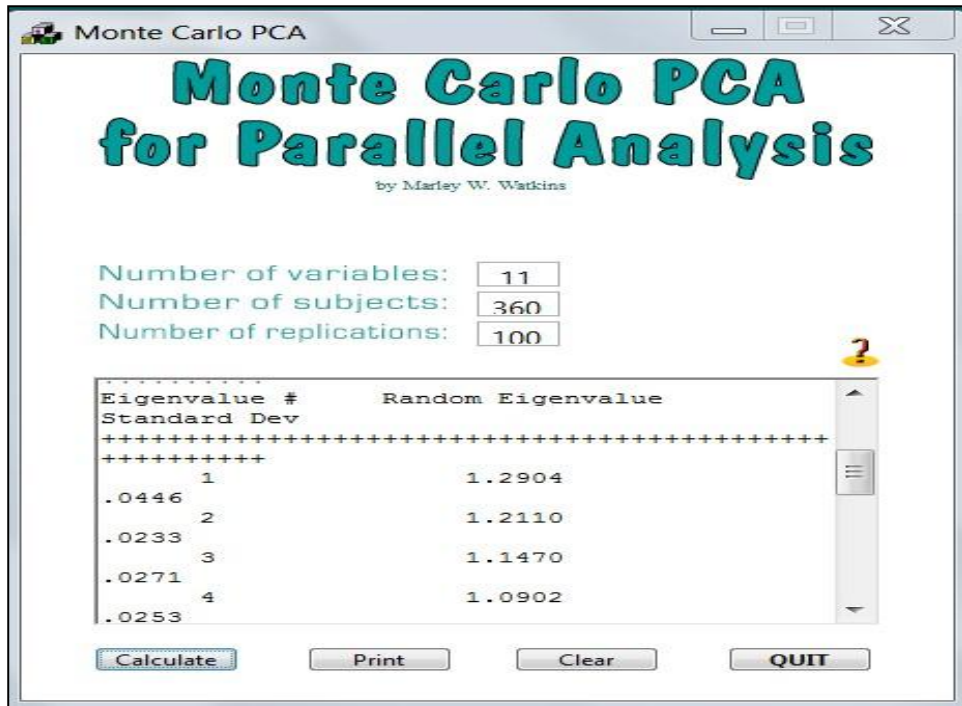 Monte Carlo PCA
Monte Carlo PCA
for Parallel Analysis
by Marley W. Watkins
Number of variables: 11
Number of subjects: 360
Number of replications: 100
?
Eigenvalue # Random Eigenvalue
Standard Dev
+++++++++++++++++++++++++++++++++++++++++++++
++++++++++
1 1.2904
.0446
2 1.2110
.0233
3 1.1470
.0271
4 1.0902
.0253
Calculate Print Clear QUIT